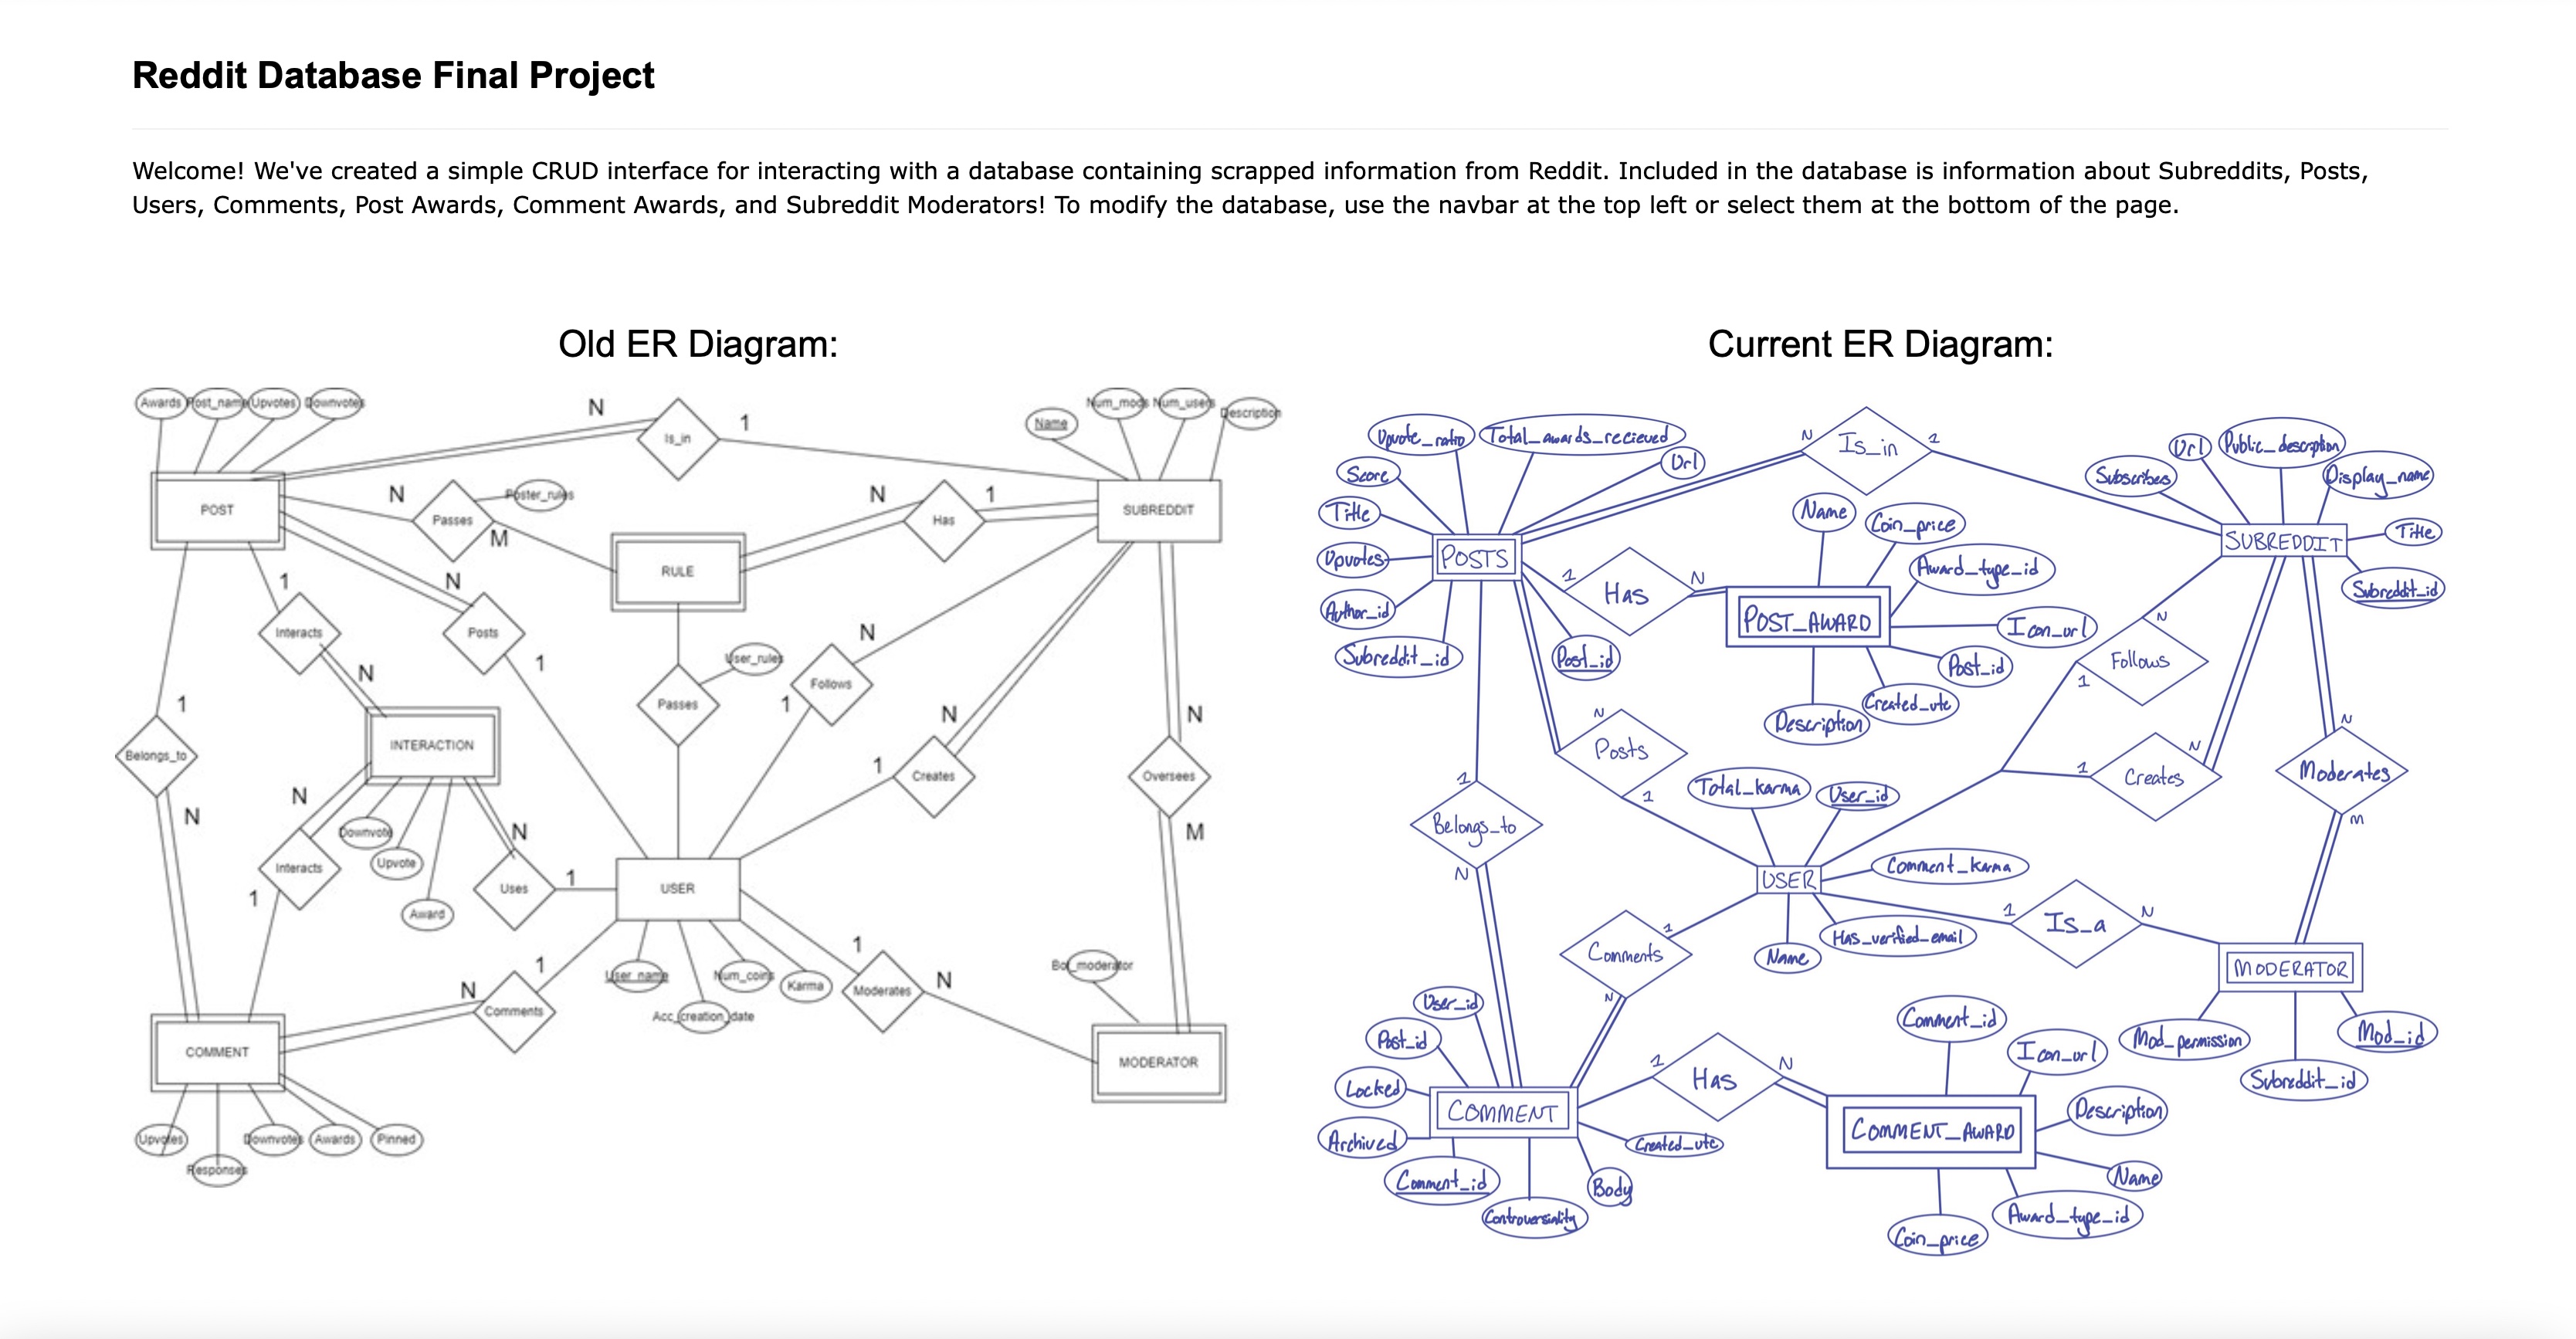 Reddit Database Final Project
Welcome! We've created a simple CRUD interface for interacting with a database containing scrapped information from Reddit. Included in the database is information about Subreddits, Posts,
Users, Comments, Post Awards, Comment Awards, and Subreddit Moderators! To modify the database, use the navbar at the top left or select them at the bottom of the page.
Old ER Diagram:
Awards
Post_name
Upvotes
Downvotes
N
Is_in
1
Name
Num_mods
Num_users
Description
POST
N
Passes
Poster_rules
M
RULE
N
Has
1
SUBREDDIT
1
Interacts
N
N
Posts
1
Passes
User_rules
N
Follows
1
N
Creates
1
N
Oversees
M
1
Belongs_to
N
INTERACTION
Downvote
Upvote
Award
N
Interacts
1
N
Uses
1
USER
User_name
Acc_creation_date
Num_coins
Karma
1
Moderates
N
Bot_moderator
MODERATOR
1
Comments
N
COMMENT
Upvotes
Responses
Downvotes
Awards
Pinned
Current ER Diagram:
Upvote_ratio
Total_awards_recieved
Url
Score
Title
Upvotes
Author_id
Subreddit_id
Post_id
POSTS
N
Is_in
1
Subscribes
Url
Public_description
Display_name
Title
Subreddit_id
SUBREDDIT
1
Has
N
Name
Coin_price
Award_type_id
Icon_url
Post_id
Created_utc
Description
POST_AWARD
N
Follows
1
N
Posts
1
1
Creates
N
N
Moderates
M
1
Belongs_to
N
Total_karma
User_id
Comment_karma
Has_verified_email
Name
USER
1
Is_a
N
MODERATOR
Mod_permission
Subreddit_id
Mod_id
1
Comments
N
User_id
Post_id
Locked
Archived
Comment_id
Controversiality
Body
Created_utc
COMMENT
1
Has
N
Comment_id
Icon_url
Description
Name
Award_type_id
Coin_price
COMMENT_AWARD